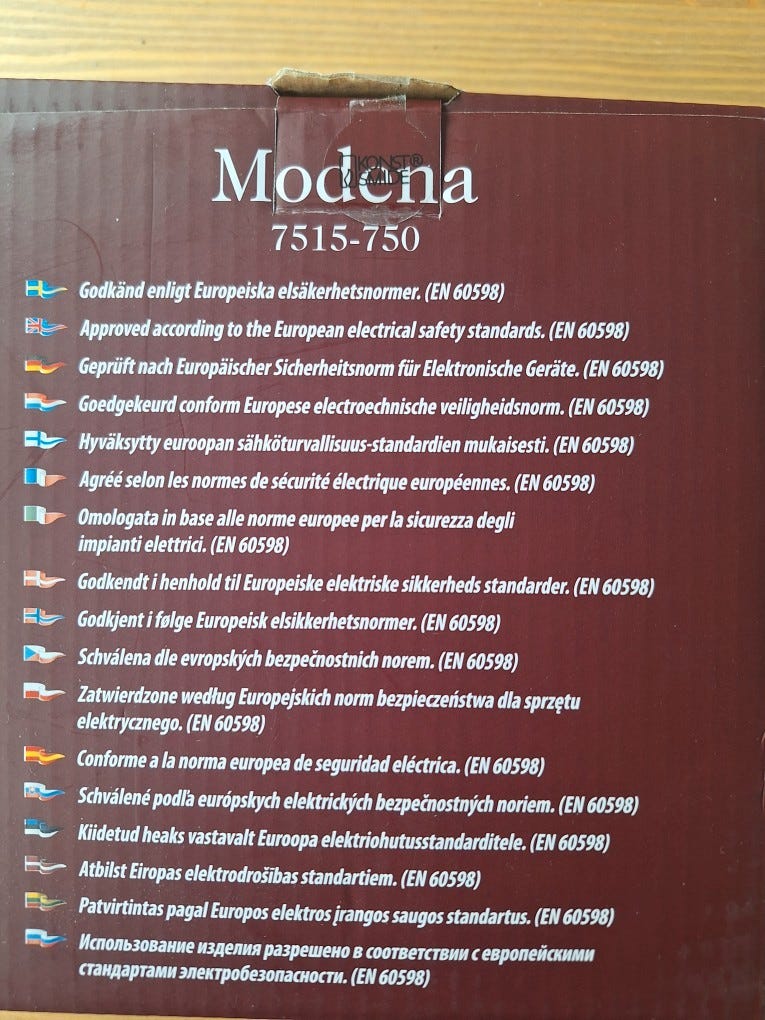 Modena
KONST®
SMIDE
7515-750
Godkänd enligt Europeiska elsäkerhetsnormer. (EN 60598)
Approved according to the European electrical safety standards. (EN 60598)
Geprüft nach Europäischer Sicherheitsnorm für Elektronische Geräte. (EN 60598)
Goedgekeurd conform Europese electroechnische veiligheidsnorm. (EN 60598)
Hyväksytty euroopan sähköturvallisuus-standardien mukaisesti. (EN 60598)
Agréé selon les normes de sécurité électrique européennes. (EN 60598)
Omologata in base alle norme europee per la sicurezza degli
impianti elettrici. (EN 60598)
Godkendt i henhold til Europeiske elektriske sikkerheds standarder. (EN 60598)
Godkjent i følge Europeisk elsikkerhetsnormer. (EN 60598)
Schválena dle evropských bezpečnostnich norem. (EN 60598)
Zatwierdzone według Europejskich norm bezpieczeństwa dla sprzętu
elektrycznego. (EN 60598)
Conforme a la norma europea de seguridad eléctrica. (EN 60598)
Schválené podľa európskych elektrických bezpečnostných noriem. (EN 60598)
Kiidetud heaks vastavalt Euroopa elektriohutusstandarditele. (EN 60598)
Atbilst Eiropas elektrodrošības standartiem. (EN 60598)
Patvirtintas pagal Europos elektros įrangos saugos standartus. (EN 60598)
Использование изделия разрешено в соответствии с европейскими
стандартами электробезопасности. (EN 60598)